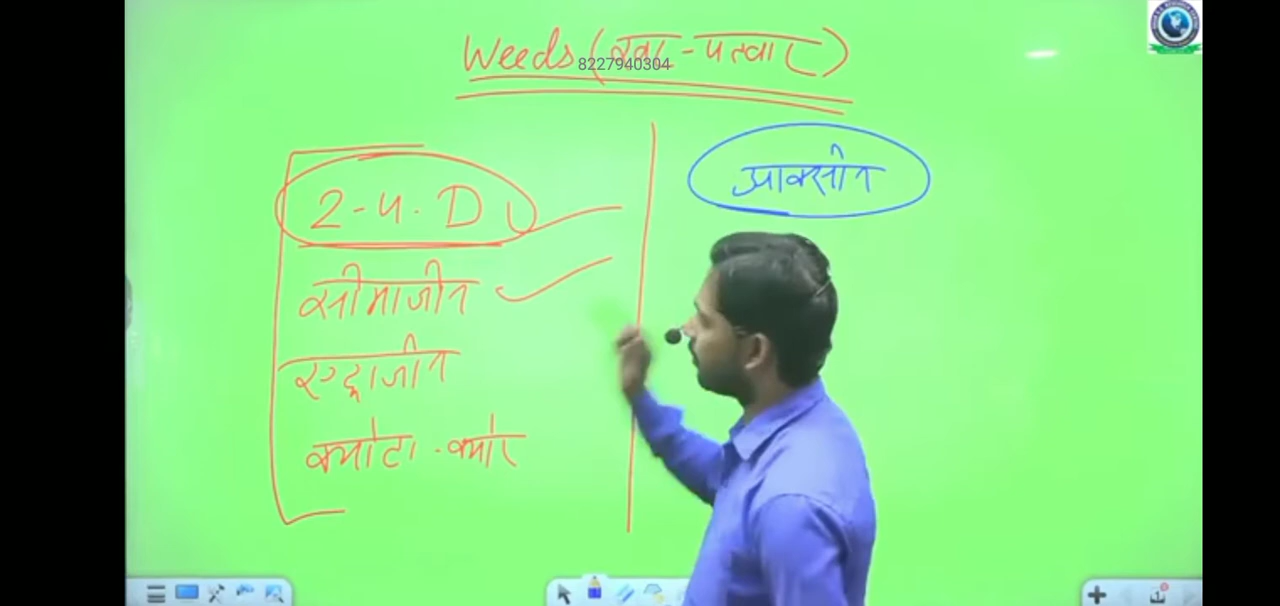 Weeds (खर-पतवार)
8227940304
2-4.D
आक्सीन
सीमाजीन
एट्राजीन
क्योटा-क्योर